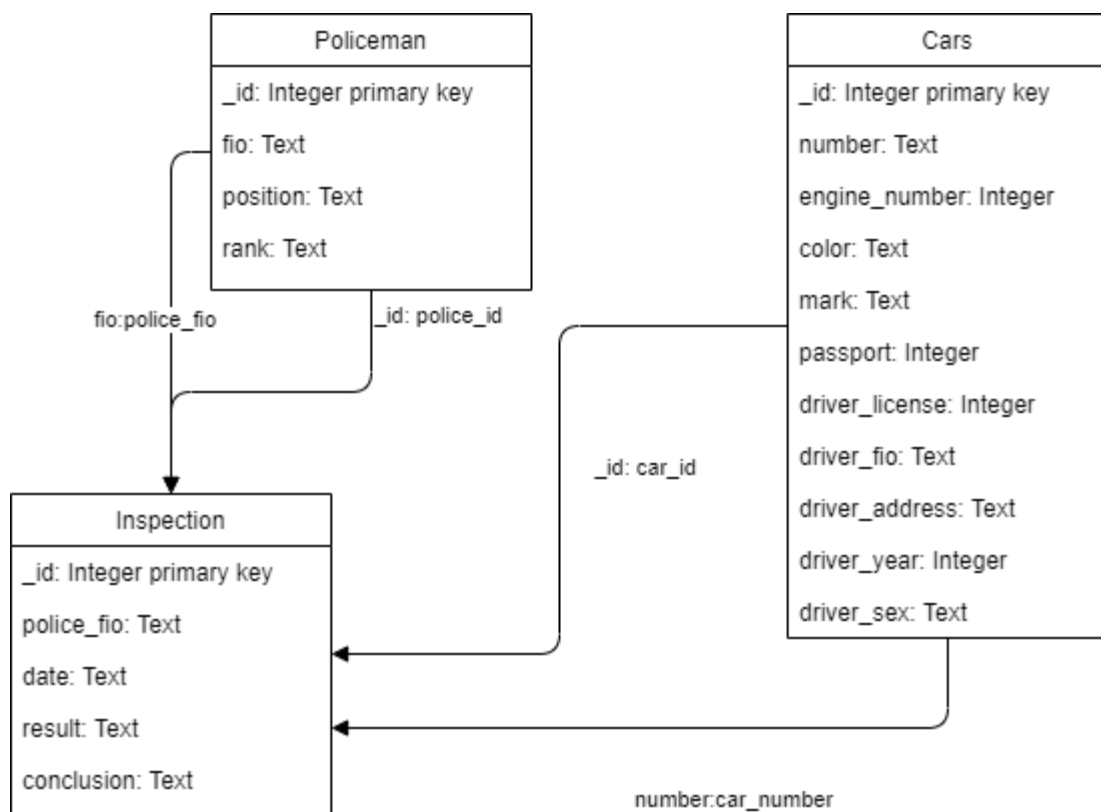 Policeman
_id: Integer primary key
fio: Text
position: Text
rank: Text
fio:police_fio
_id: police_id
Cars
_id: Integer primary key
number: Text
engine_number: Integer
color: Text
mark: Text
passport: Integer
driver_license: Integer
driver_fio: Text
driver_address: Text
driver_year: Integer
driver_sex: Text
_id: car_id
Inspection
_id: Integer primary key
police_fio: Text
date: Text
result: Text
conclusion: Text
number:car_number